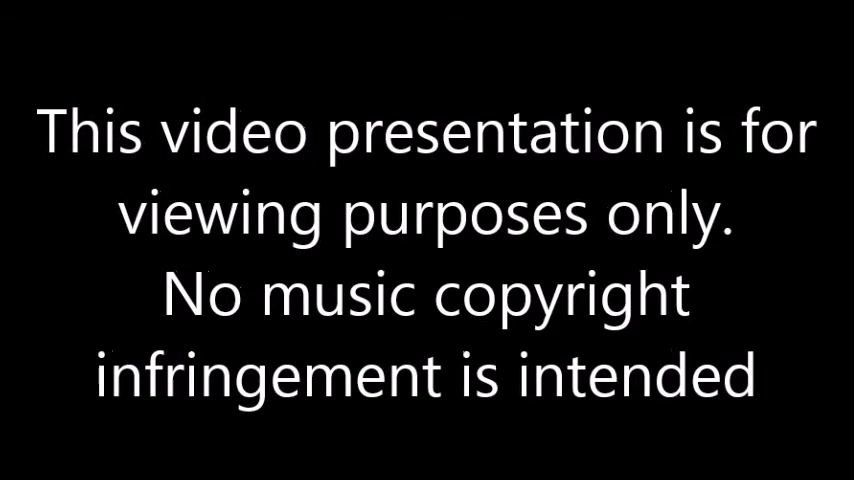 This video presentation is for
viewing purposes only.
No music copyright
infringement is intended